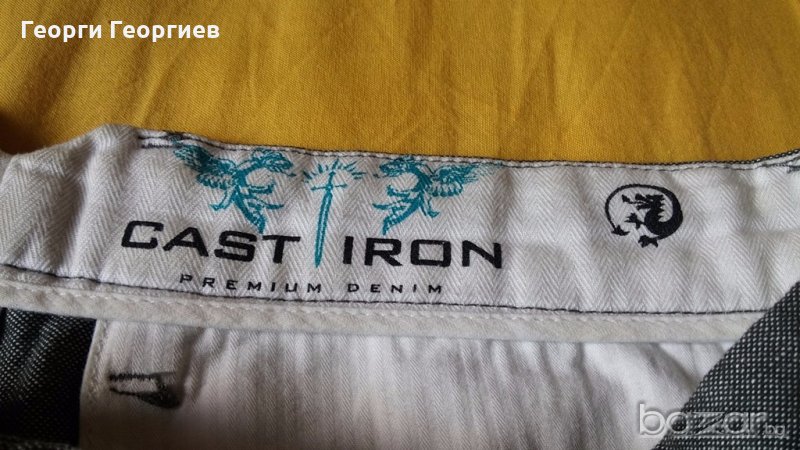 Георги Георгиев
CAST IRON
PREMIUM DENIM
bazar.bg